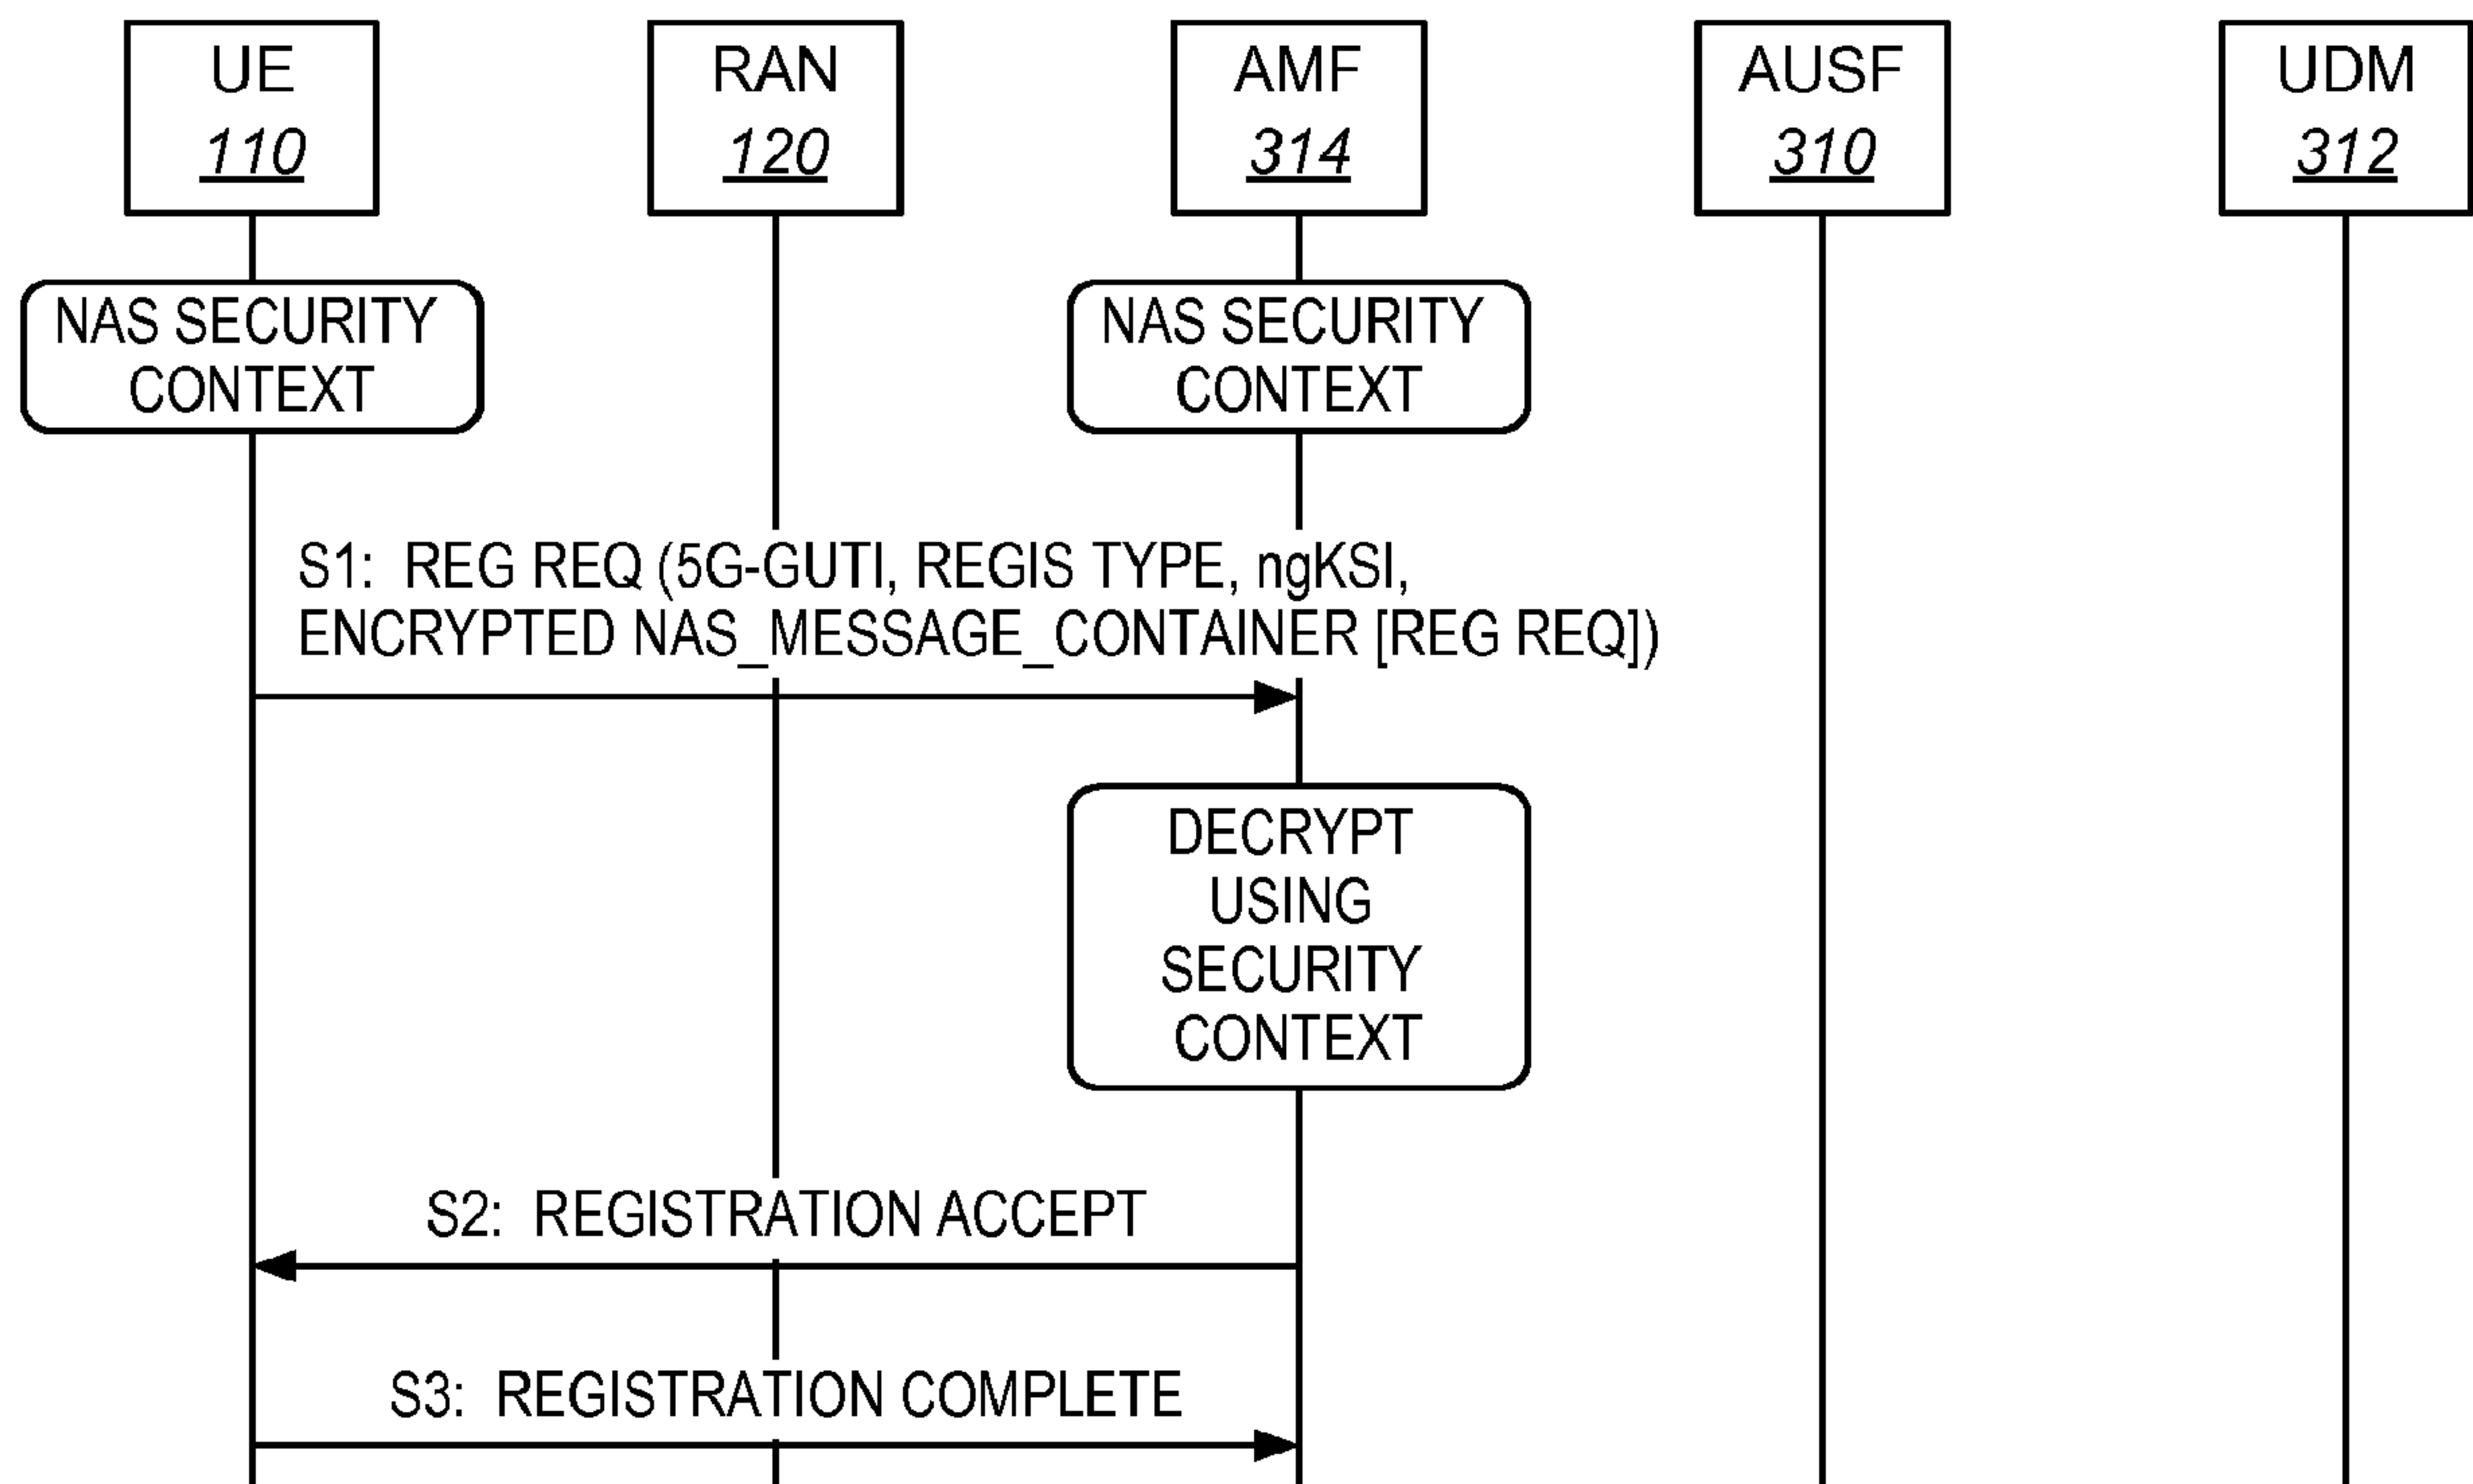 UE
110
RAN
120
AMF
314
AUSF
310
UDM
312
NAS SECURITY
CONTEXT
NAS SECURITY
CONTEXT
S1: REG REQ (5G-GUTI, REGIS TYPE, ngKSI,
ENCRYPTED NAS_MESSAGE_CONTAINER [REG REQ])
DECRYPT
USING
SECURITY
CONTEXT
S2: REGISTRATION ACCEPT
S3: REGISTRATION COMPLETE